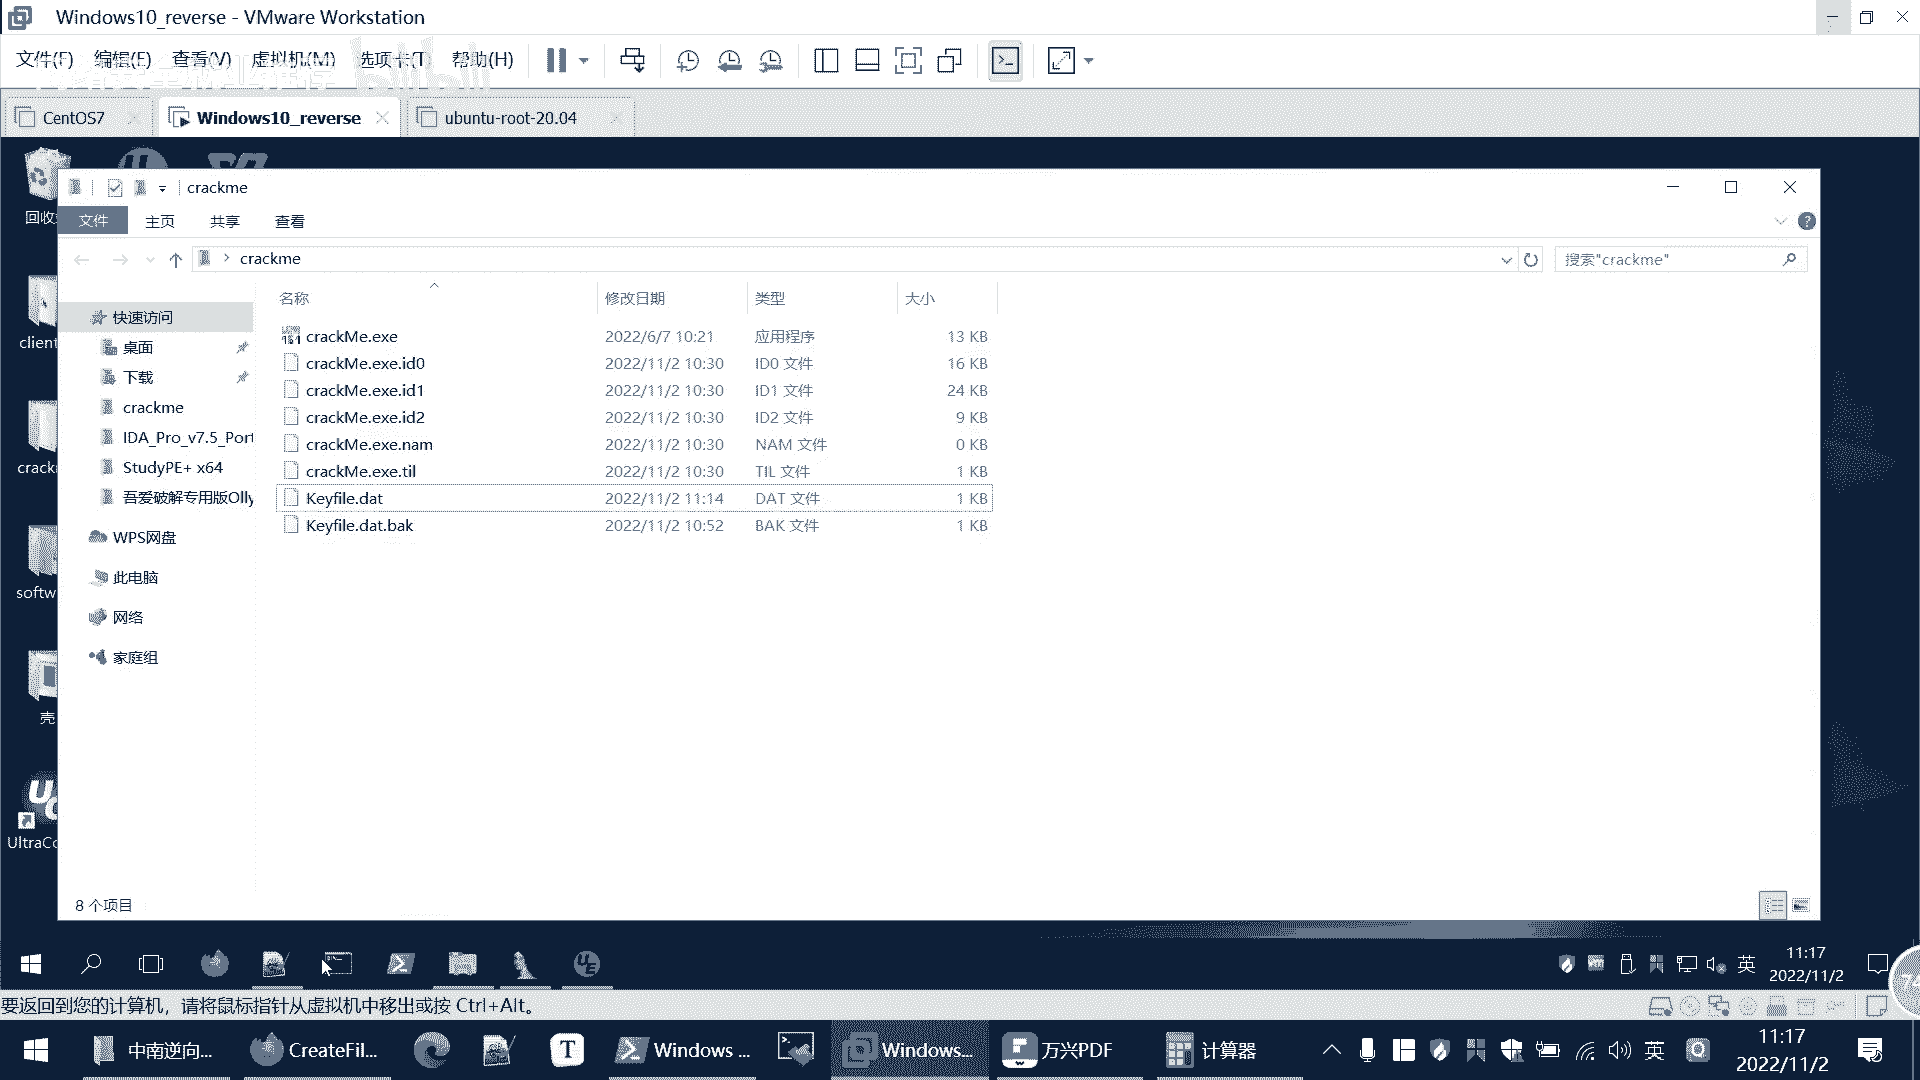 Windows10_reverse - VMware Workstation
文件(F) 编辑(E) 查看(V) 虚拟机(M) 选项卡(T) 帮助(H)
CentOS7 Windows10_reverse ubuntu-root-20.04
crackme
文件 主页 共享 查看
crackme 搜索"crackme"
名称 修改日期 类型 大小
crackMe.exe 2022/6/7 10:21 应用程序 13 KB
crackMe.exe.id0 2022/11/2 10:30 ID0 文件 16 KB
crackMe.exe.id1 2022/11/2 10:30 ID1 文件 24 KB
crackMe.exe.id2 2022/11/2 10:30 ID2 文件 9 KB
crackMe.exe.nam 2022/11/2 10:30 NAM 文件 0 KB
crackMe.exe.til 2022/11/2 10:30 TIL 文件 1 KB
Keyfile.dat 2022/11/2 11:14 DAT 文件 1 KB
Keyfile.dat.bak 2022/11/2 10:52 BAK 文件 1 KB
快速访问
桌面
下载
crackme
IDA_Pro_v7.5_Port
StudyPE+ x64
吾爱破解专用版Olly
WPS网盘
此电脑
网络
家庭组
8 个项目
回收
client
crack
softw
壳
UltraCo
英 11:17
2022/11/2
要返回到您的计算机，请将鼠标指针从虚拟机中移出或按 Ctrl+Alt。
中南逆向... CreateFil... Windows ... Windows... 万兴PDF 计算器 英 11:17
2022/11/2